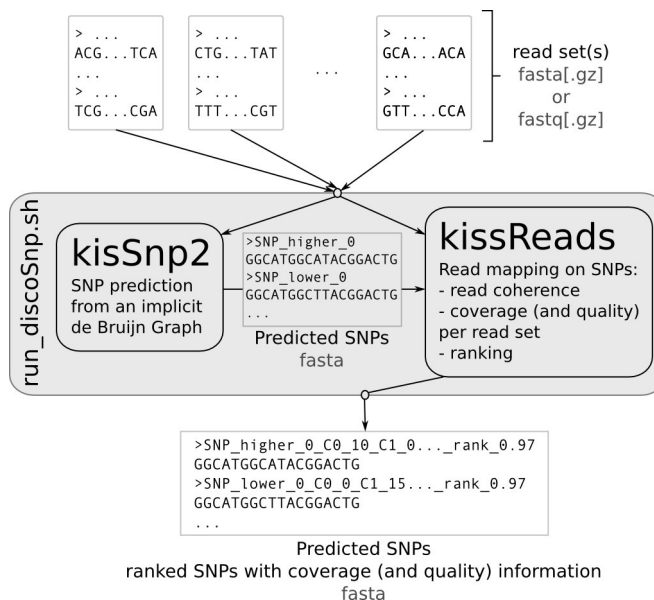 > ...
ACG...TCA
...
> ...
TCG...CGA
> ...
CTG...TAT
...
> ...
TTT...CGT
...
> ...
GCA...ACA
...
> ...
GTT...CCA
read set(s)
fasta[.gz]
or
fastq[.gz]
run_discoSnp.sh
kisSnp2
SNP prediction
from an implicit
de Bruijn Graph
>SNP_higher_0
GGCATGGCATACGGACTG
>SNP_lower_0
GGCATGGCTTACGGACTG
...
Predicted SNPs
fasta
kissReads
Read mapping on SNPs:
- read coherence
- coverage (and quality)
per read set
- ranking
>SNP_higher_0_C0_10_C1_0..._rank_0.97
GGCATGGCATACGGACTG
>SNP_lower_0_C0_0_C1_15..._rank_0.97
GGCATGGCTTACGGACTG
...
Predicted SNPs
ranked SNPs with coverage (and quality) information
fasta